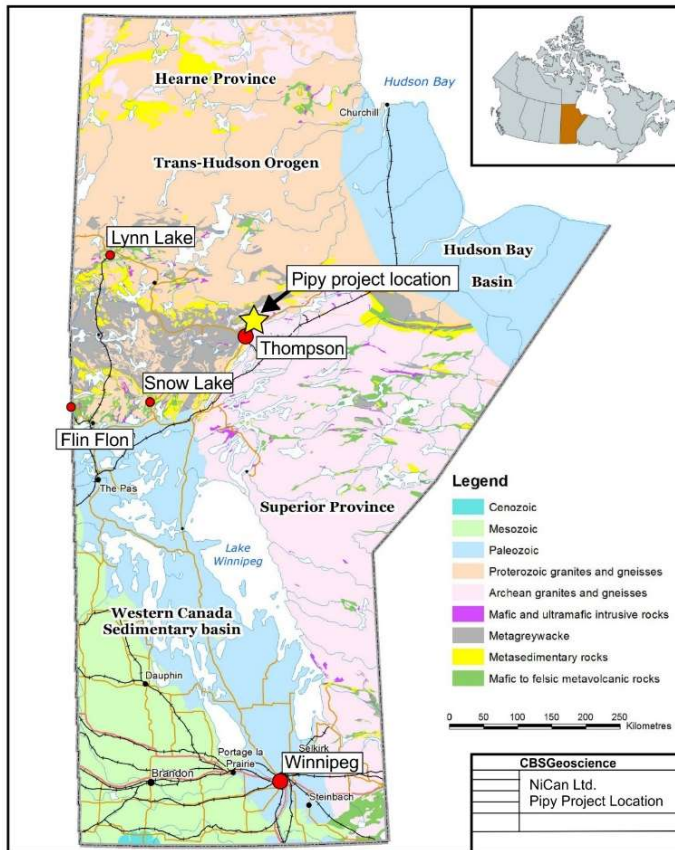 Hearne Province
Hudson Bay
Churchill
Trans-Hudson Orogen
Lynn Lake
Hudson Bay
Basin
Pipy project location
Thompson
Snow Lake
Flin Flon
The Pas
Superior Province
Lake
Winnipeg
Western Canada
Sedimentary basin
Dauphin
Portage la
Prairie
Selkirk
Winnipeg
Brandon
Steinbach
Legend
Cenozoic
Mesozoic
Paleozoic
Proterozoic granites and gneisses
Archean granites and gneisses
Mafic and ultramafic intrusive rocks
Metagreywacke
Metasedimentary rocks
Mafic to felsic metavolcanic rocks
0 50 100 150 200 250
Kilometres
CBSGeoscience
NiCan Ltd.
Pipy Project Location